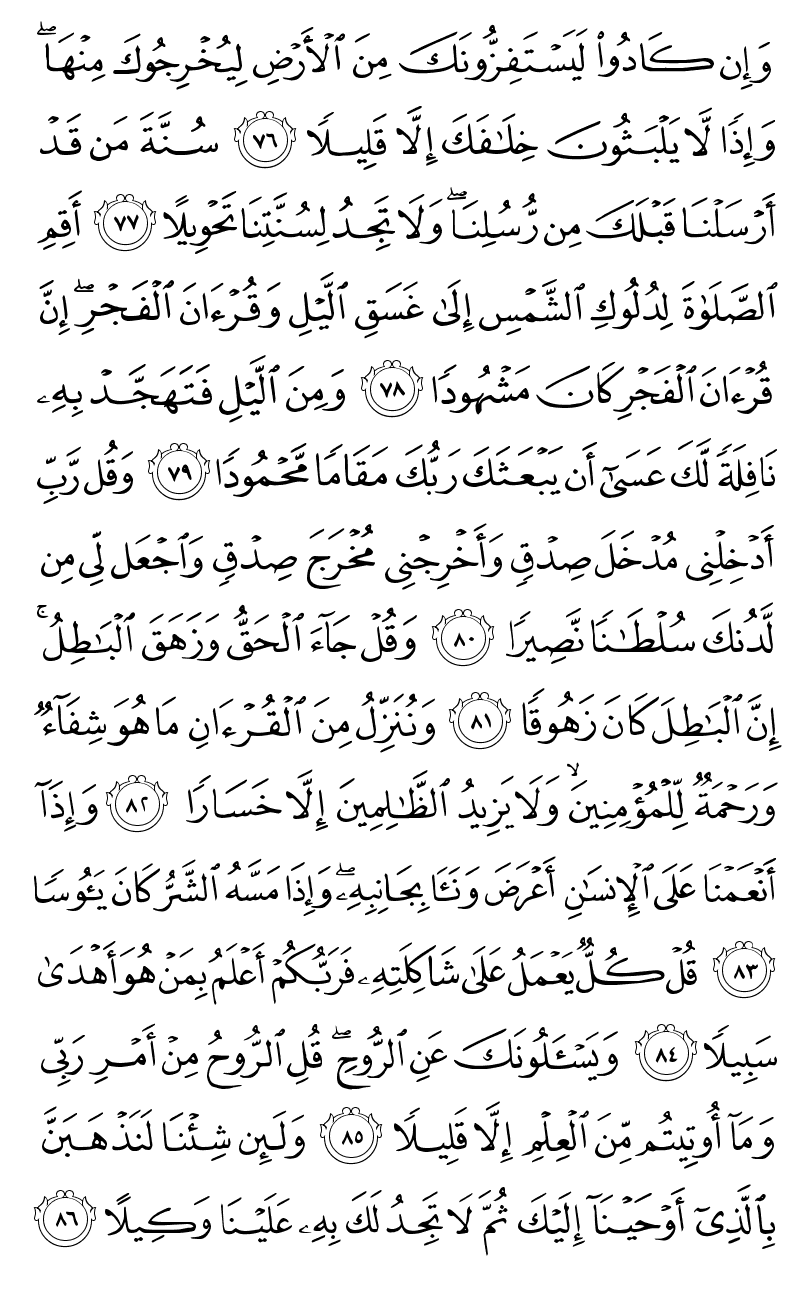 وَإِن كَادُوا۟ لَيَسْتَفِزُّونَكَ مِنَ ٱلْأَرْضِ لِيُخْرِجُوكَ مِنْهَا ۖ
وَإِذًا لَّا يَلْبَثُونَ خِلَـٰفَكَ إِلَّا قَلِيلًا ٧٦ سُنَّةَ مَن قَدْ
أَرْسَلْنَا قَبْلَكَ مِن رُّسُلِنَا ۖ وَلَا تَجِدُ لِسُنَّتِنَا تَحْوِيلًا ٧٧ أَقِمِ
ٱلصَّلَوٰةَ لِدُلُوكِ ٱلشَّمْسِ إِلَىٰ غَسَقِ ٱلَّيْلِ وَقُرْءَانَ ٱلْفَجْرِ ۖ إِنَّ
قُرْءَانَ ٱلْفَجْرِ كَانَ مَشْهُودًا ٧٨ وَمِنَ ٱلَّيْلِ فَتَهَجَّدْ بِهِۦ
نَافِلَةً لَّكَ عَسَىٰٓ أَن يَبْعَثَكَ رَبُّكَ مَقَامًا مَّحْمُودًا ٧٩ وَقُل رَّبِّ
أَدْخِلْنِى مُدْخَلَ صِدْقٍ وَأَخْرِجْنِى مُخْرَجَ صِدْقٍ وَٱجْعَل لِّى مِن
لَّدُنكَ سُلْطَـٰنًا نَّصِيرًا ٨٠ وَقُلْ جَآءَ ٱلْحَقُّ وَزَهَقَ ٱلْبَـٰطِلُ ۚ
إِنَّ ٱلْبَـٰطِلَ كَانَ زَهُوقًا ٨١ وَنُنَزِّلُ مِنَ ٱلْقُرْءَانِ مَا هُوَ شِفَآءٌ
وَرَحْمَةٌ لِّلْمُؤْمِنِينَ ۙ وَلَا يَزِيدُ ٱلظَّـٰلِمِينَ إِلَّا خَسَارًا ٨٢ وَإِذَآ
أَنْعَمْنَا عَلَى ٱلْإِنسَـٰنِ أَعْرَضَ وَنَـَٔا بِجَانِبِهِۦ ۖ وَإِذَا مَسَّهُ ٱلشَّرُّ كَانَ يَـُٔوسًا
٨٣ قُلْ كُلٌّ يَعْمَلُ عَلَىٰ شَاكِلَتِهِۦ فَرَبُّكُمْ أَعْلَمُ بِمَنْ هُوَ أَهْدَىٰ
سَبِيلًا ٨٤ وَيَسْـَٔلُونَكَ عَنِ ٱلرُّوحِ ۖ قُلِ ٱلرُّوحُ مِنْ أَمْرِ رَبِّى
وَمَآ أُوتِيتُم مِّنَ ٱلْعِلْمِ إِلَّا قَلِيلًا ٨٥ وَلَئِن شِئْنَا لَنَذْهَبَنَّ
بِٱلَّذِىٓ أَوْحَيْنَآ إِلَيْكَ ثُمَّ لَا تَجِدُ لَكَ بِهِۦ عَلَيْنَا وَكِيلًا ٨٦